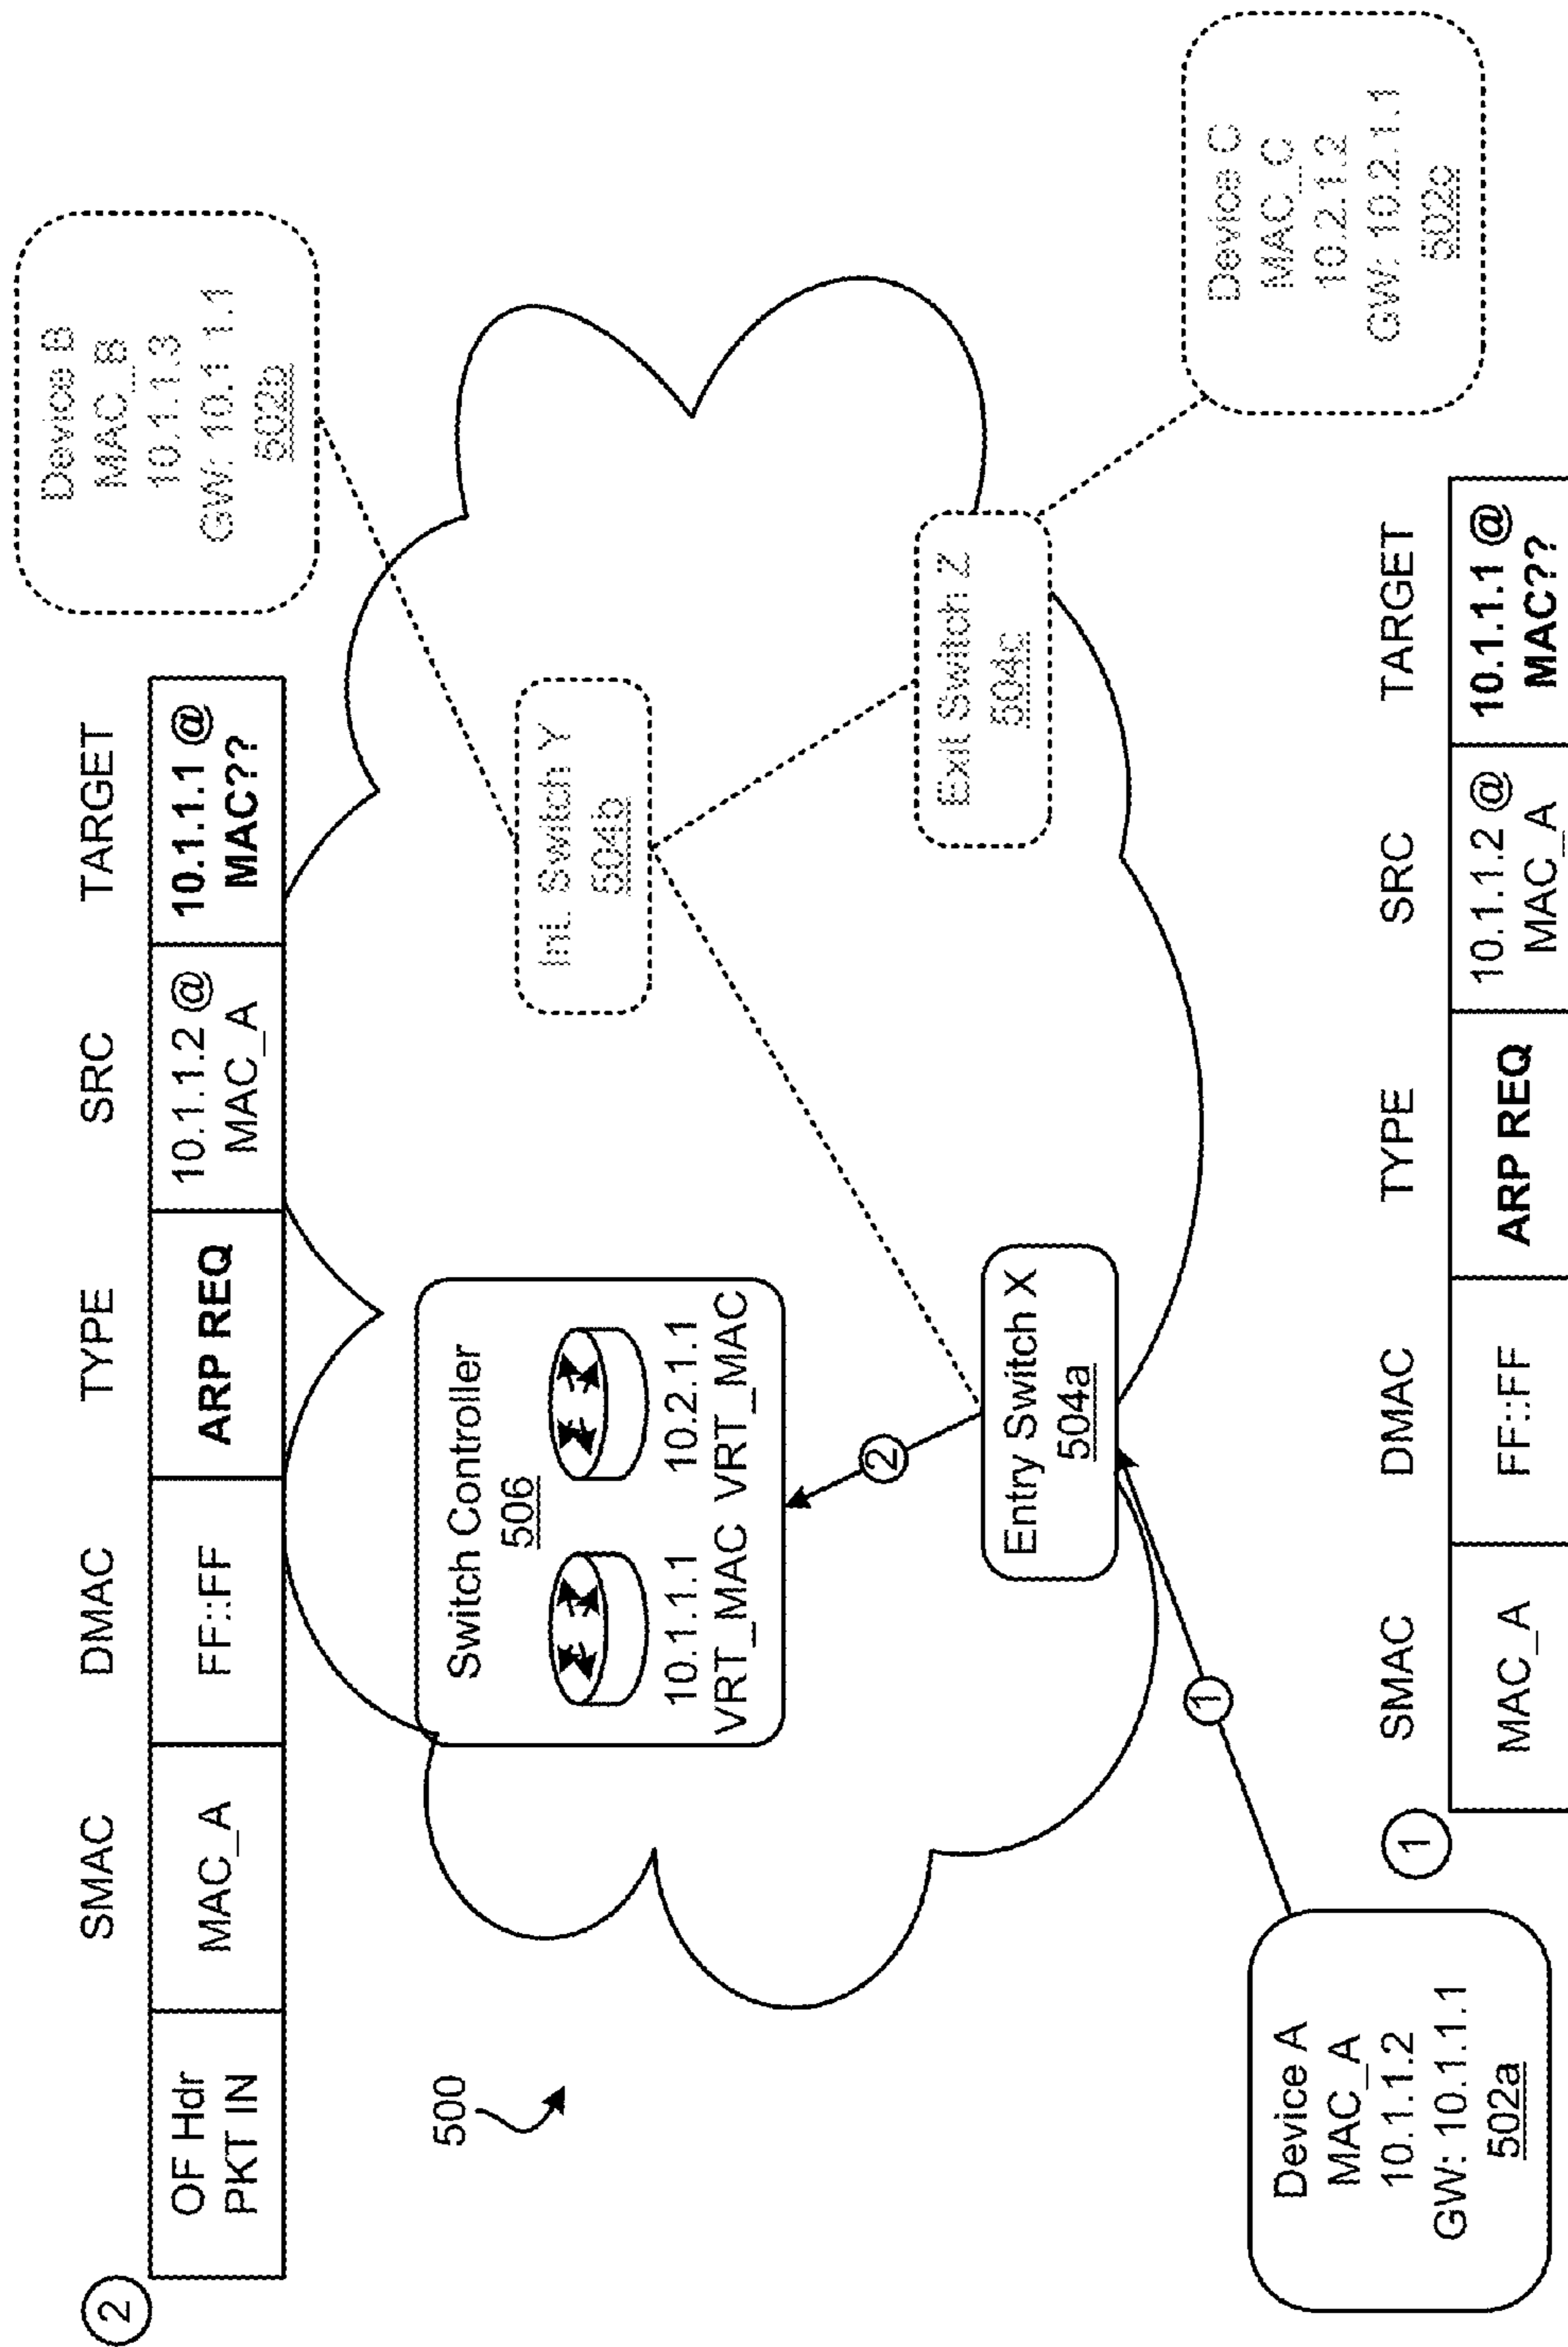 2
SMAC
DMAC
TYPE
SRC
TARGET
OF Hdr
PKT IN
MAC_A
FF::FF
ARP REQ
10.1.1.2 @
MAC_A
10.1.1.1 @
MAC??
Device B
MAC_B
10.1.1.3
GW: 10.1 1.1
502b
500
Switch Controller
506
10.1.1.1
VRT_MAC
10.2.1.1
VRT_MAC
Int. Switch Y
504b
2
Entry Switch X
504a
Exit Switch Z
504c
Device C
MAC_C
10.2.1.2
GW: 10.2.1.1
502c
1
Device A
MAC_A
10.1.1.2
GW: 10.1.1.1
502a
1
SMAC
DMAC
TYPE
SRC
TARGET
MAC_A
FF::FF
ARP REQ
10.1.1.2 @
MAC_A
10.1.1.1 @
MAC??